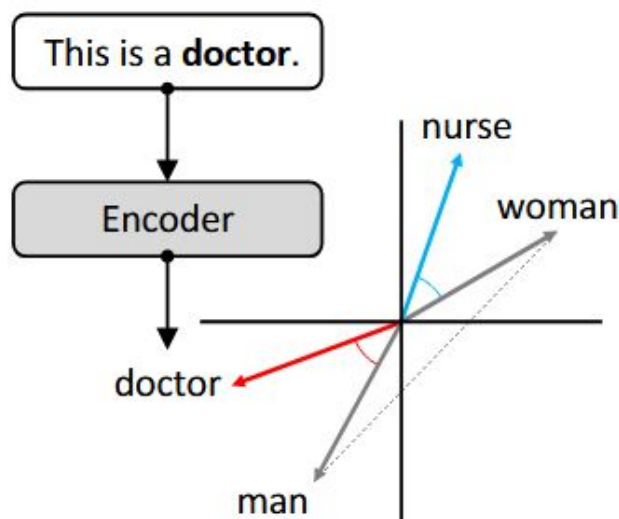 This is a doctor.
nurse
woman
Encoder
doctor
man